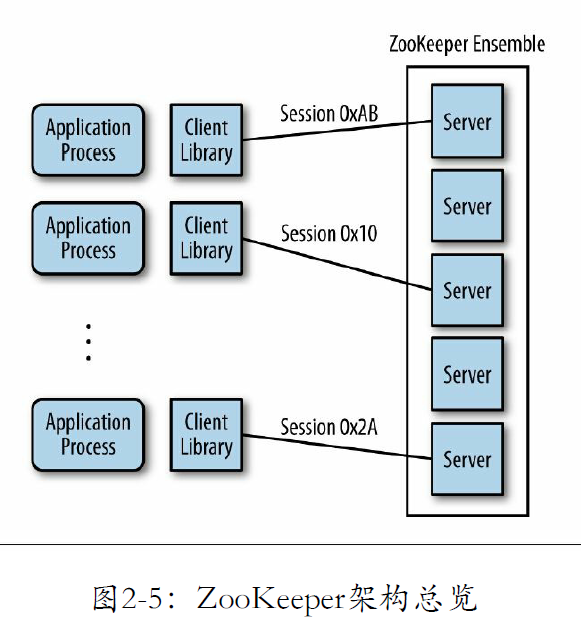 ZooKeeper Ensemble
Application
Process
Client
Library
Session 0xAB
Server
Server
Application
Process
Client
Library
Session 0x10
Server
Server
Application
Process
Client
Library
Session 0x2A
Server
图2-5：ZooKeeper架构总览